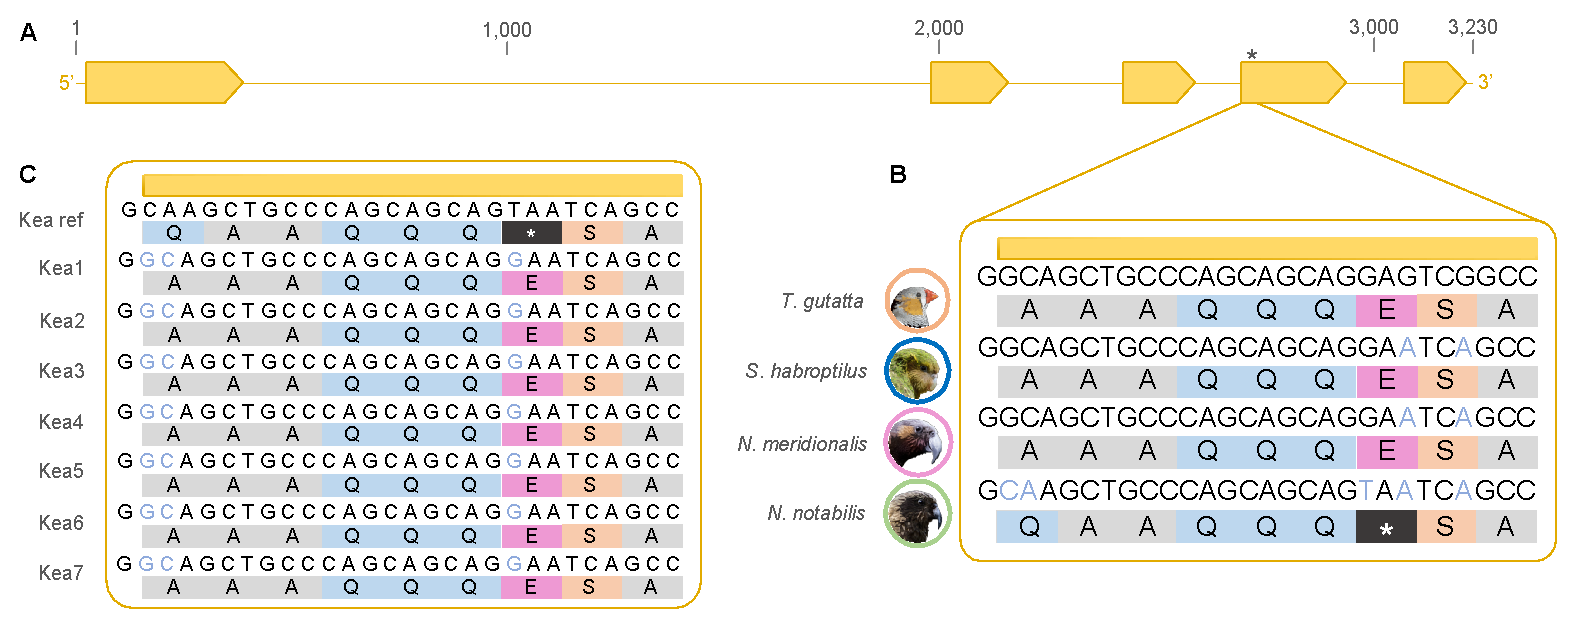 A
1
1,000
2,000
3,000
3,230
*
5’
3’
C
Kea ref
GCAAGCTGCCCAGCAGCAGTAATCAGCC
Q A A Q Q Q * S A
Kea1
GGCAGCTGCCCAGCAGCAGGAATCAGCC
A A A Q Q Q E S A
Kea2
GGCAGCTGCCCAGCAGCAGGAATCAGCC
A A A Q Q Q E S A
Kea3
GGCAGCTGCCCAGCAGCAGGAATCAGCC
A A A Q Q Q E S A
Kea4
GGCAGCTGCCCAGCAGCAGGAATCAGCC
A A A Q Q Q E S A
Kea5
GGCAGCTGCCCAGCAGCAGGAATCAGCC
A A A Q Q Q E S A
Kea6
GGCAGCTGCCCAGCAGCAGGAATCAGCC
A A A Q Q Q E S A
Kea7
GGCAGCTGCCCAGCAGCAGGAATCAGCC
A A A Q Q Q E S A
B
T. gutatta
GGCAGCTGCCCAGCAGCAGGAGTCGGCC
A A A Q Q Q E S A
S. habroptilus
GGCAGCTGCCCAGCAGCAGGAATCAGCC
A A A Q Q Q E S A
N. meridionalis
GGCAGCTGCCCAGCAGCAGGAATCAGCC
A A A Q Q Q E S A
N. notabilis
GCAAGCTGCCCAGCAGCAGTAATCAGCC
Q A A Q Q Q * S A